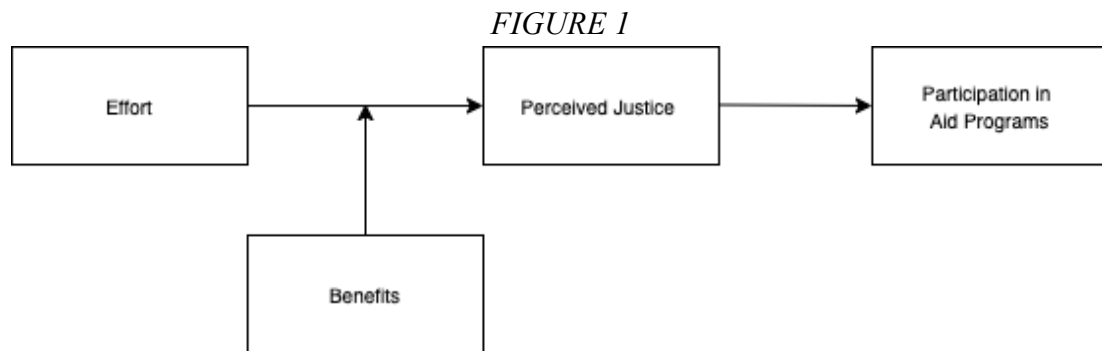 FIGURE 1
Effort
Perceived Justice
Participation in
Aid Programs
Benefits